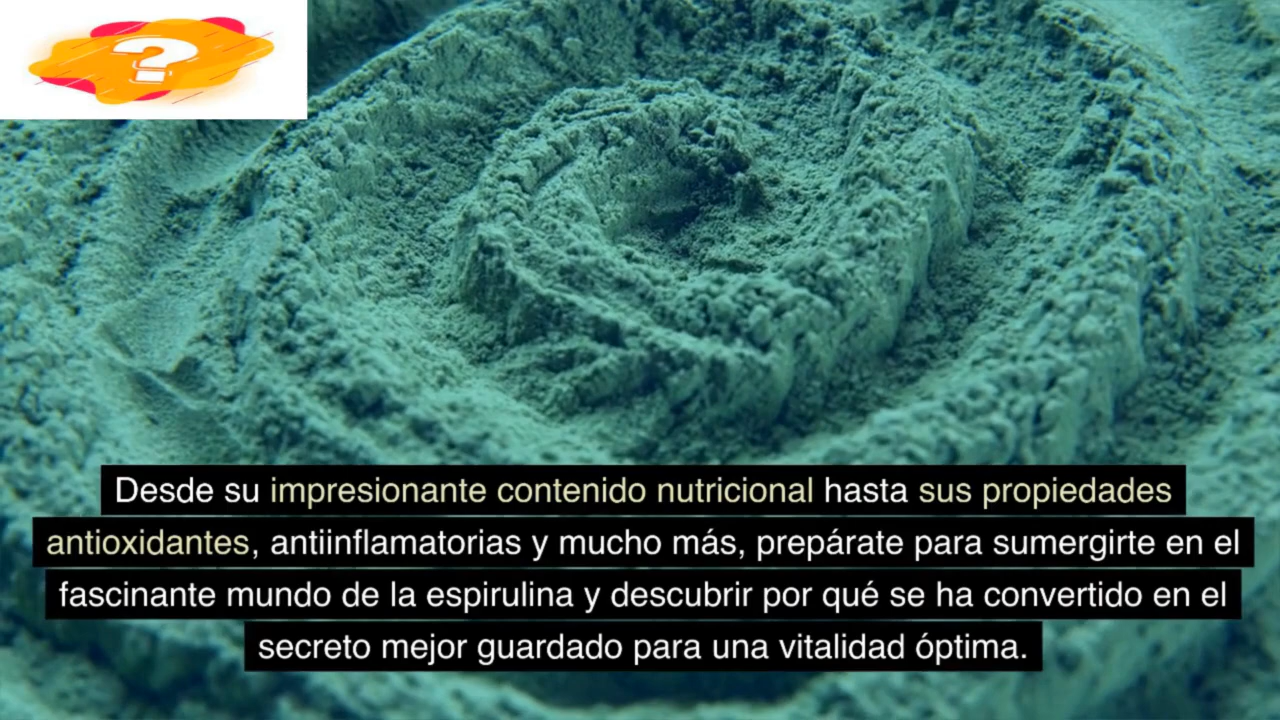 ?
Desde su impresionante contenido nutricional hasta sus propiedades
antioxidantes, antiinflamatorias y mucho más, prepárate para sumergirte en el
fascinante mundo de la espirulina y descubrir por qué se ha convertido en el
secreto mejor guardado para una vitalidad óptima.